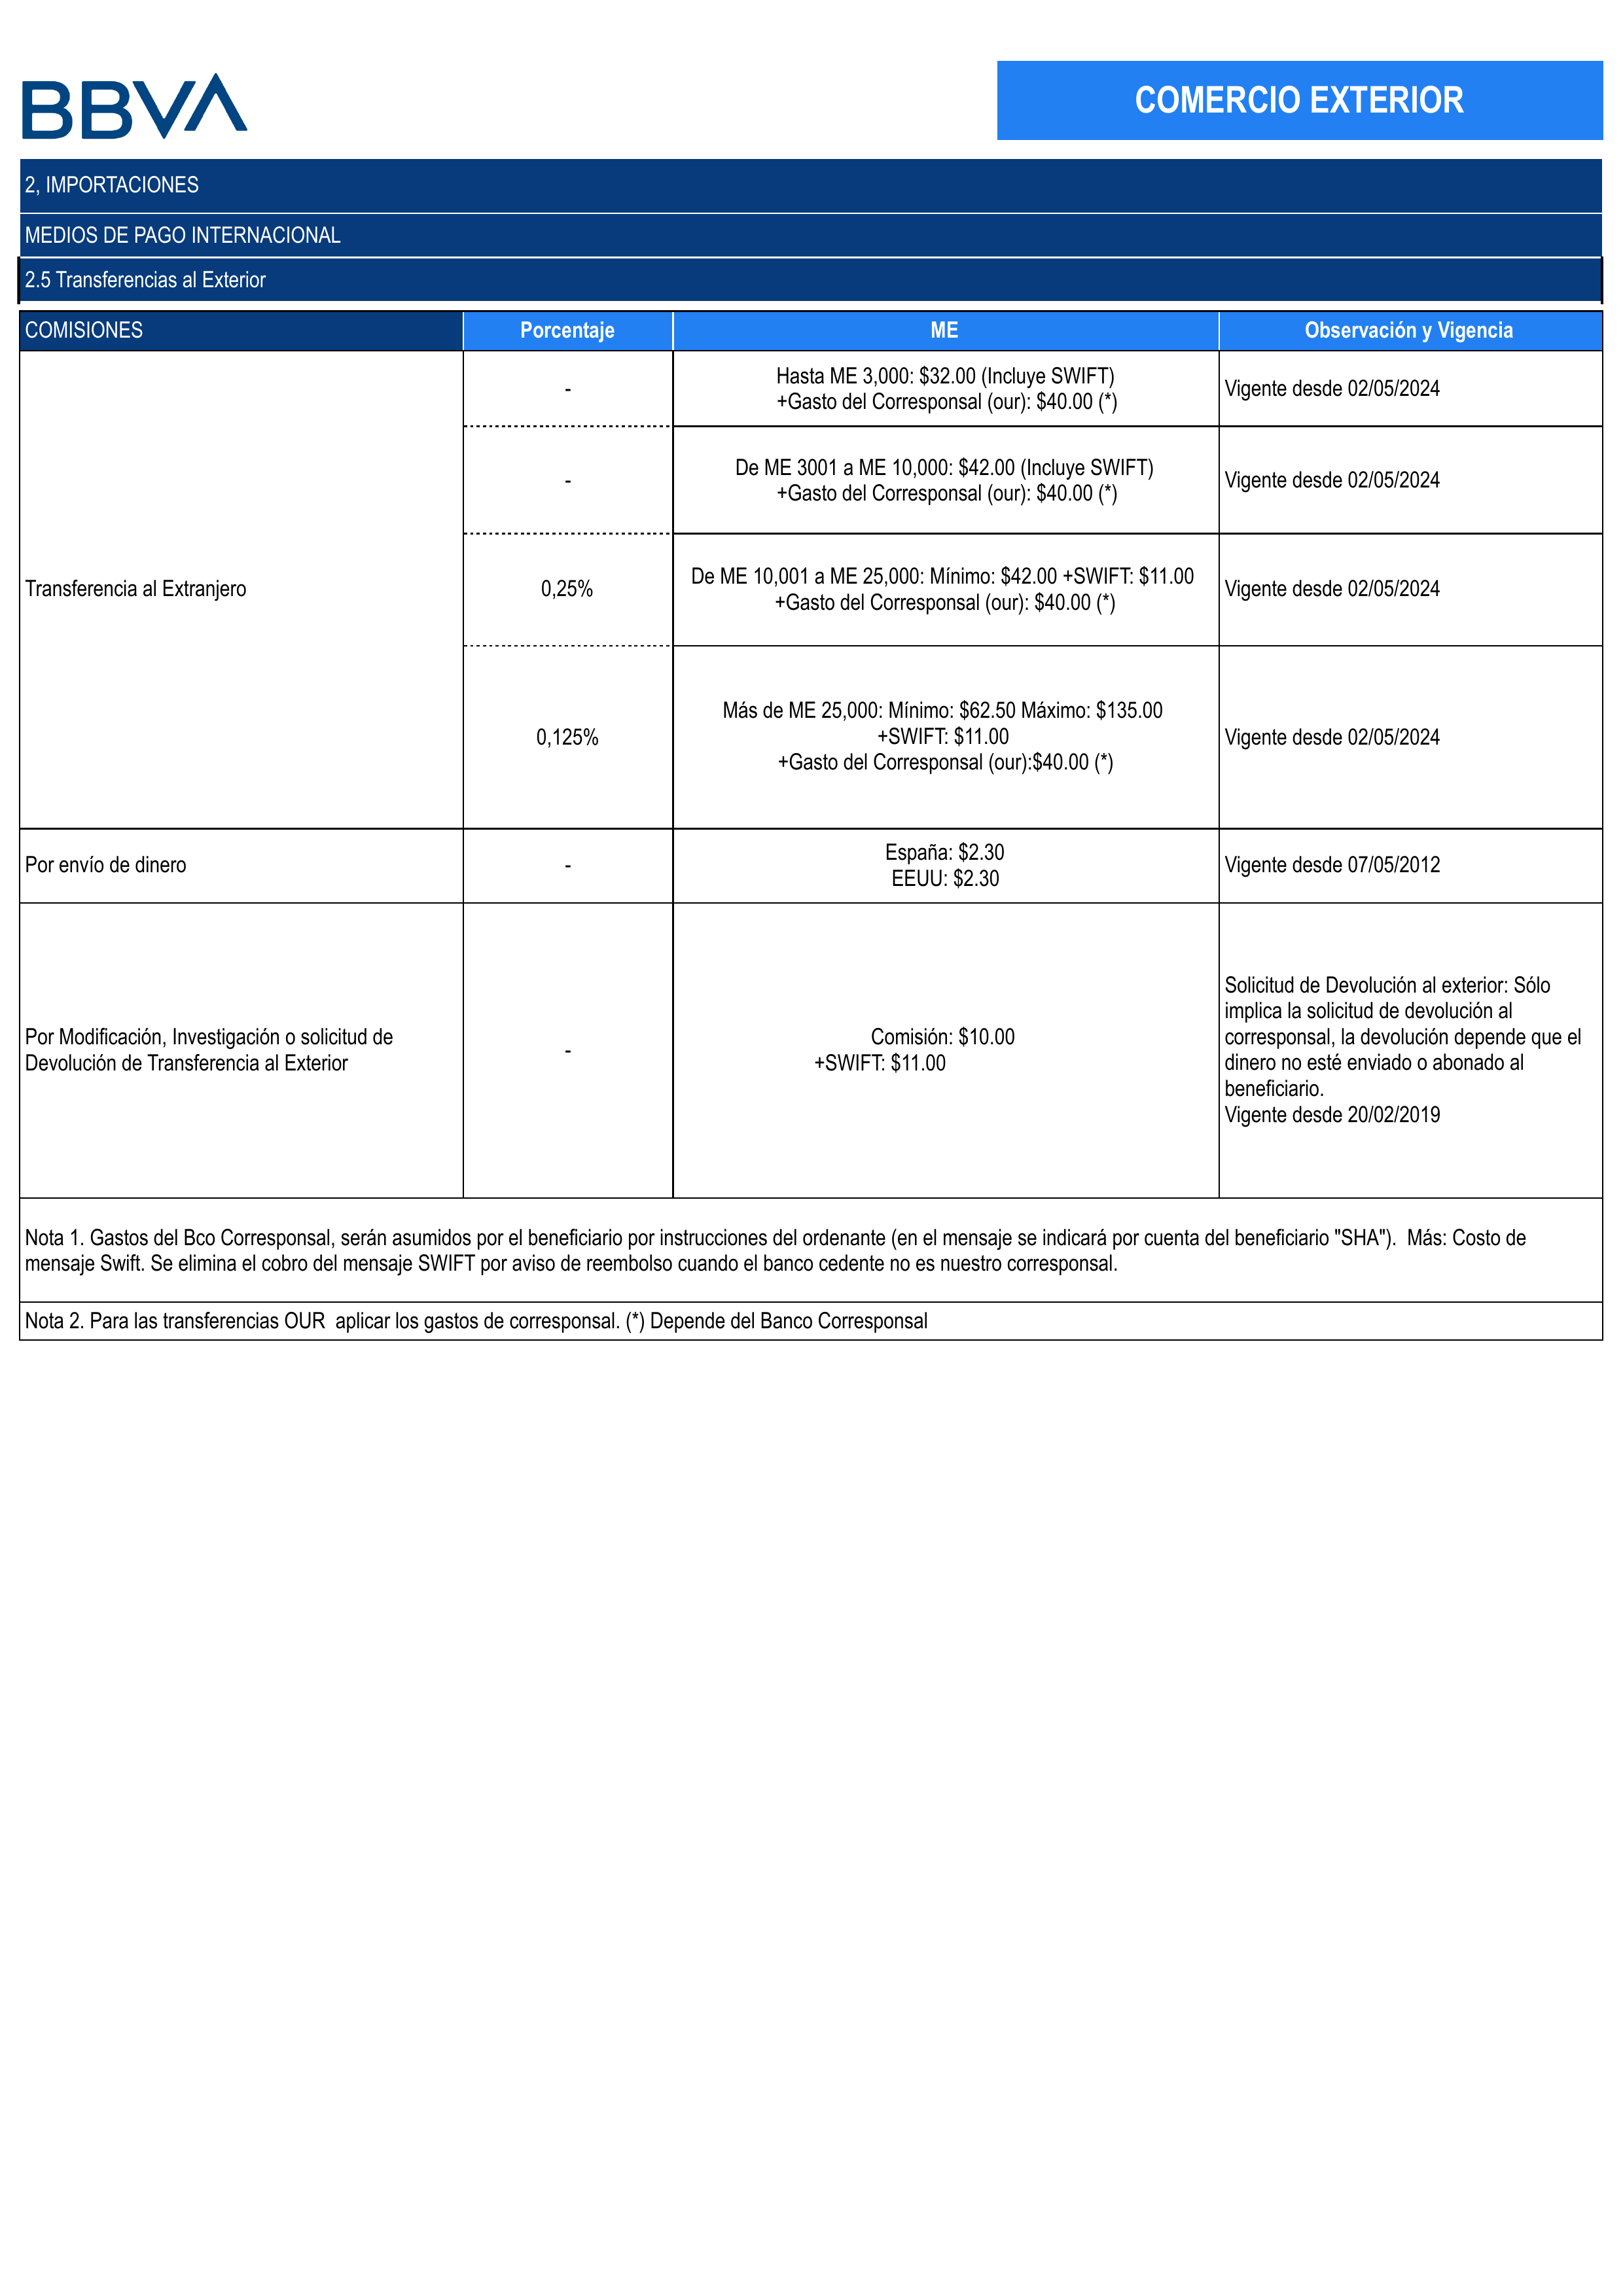 BBVA
COMERCIO EXTERIOR
2, IMPORTACIONES
MEDIOS DE PAGO INTERNACIONAL
2.5 Transferencias al Exterior
COMISIONES
Porcentaje
ME
Observación y Vigencia
Transferencia al Extranjero
-
Hasta ME 3,000: $32.00 (Incluye SWIFT)
+Gasto del Corresponsal (our): $40.00 (*)
Vigente desde 02/05/2024
-
De ME 3001 a ME 10,000: $42.00 (Incluye SWIFT)
+Gasto del Corresponsal (our): $40.00 (*)
Vigente desde 02/05/2024
0,25%
De ME 10,001 a ME 25,000: Mínimo: $42.00 +SWIFT: $11.00
+Gasto del Corresponsal (our): $40.00 (*)
Vigente desde 02/05/2024
0,125%
Más de ME 25,000: Mínimo: $62.50 Máximo: $135.00
+SWIFT: $11.00
+Gasto del Corresponsal (our):$40.00 (*)
Vigente desde 02/05/2024
Por envío de dinero
-
España: $2.30
EEUU: $2.30
Vigente desde 07/05/2012
Por Modificación, Investigación o solicitud de
Devolución de Transferencia al Exterior
-
Comisión: $10.00
+SWIFT: $11.00
Solicitud de Devolución al exterior: Sólo
implica la solicitud de devolución al
corresponsal, la devolución depende que el
dinero no esté enviado o abonado al
beneficiario.
Vigente desde 20/02/2019
Nota 1. Gastos del Bco Corresponsal, serán asumidos por el beneficiario por instrucciones del ordenante (en el mensaje se indicará por cuenta del beneficiario "SHA").  Más: Costo de
mensaje Swift. Se elimina el cobro del mensaje SWIFT por aviso de reembolso cuando el banco cedente no es nuestro corresponsal.
Nota 2. Para las transferencias OUR  aplicar los gastos de corresponsal. (*) Depende del Banco Corresponsal